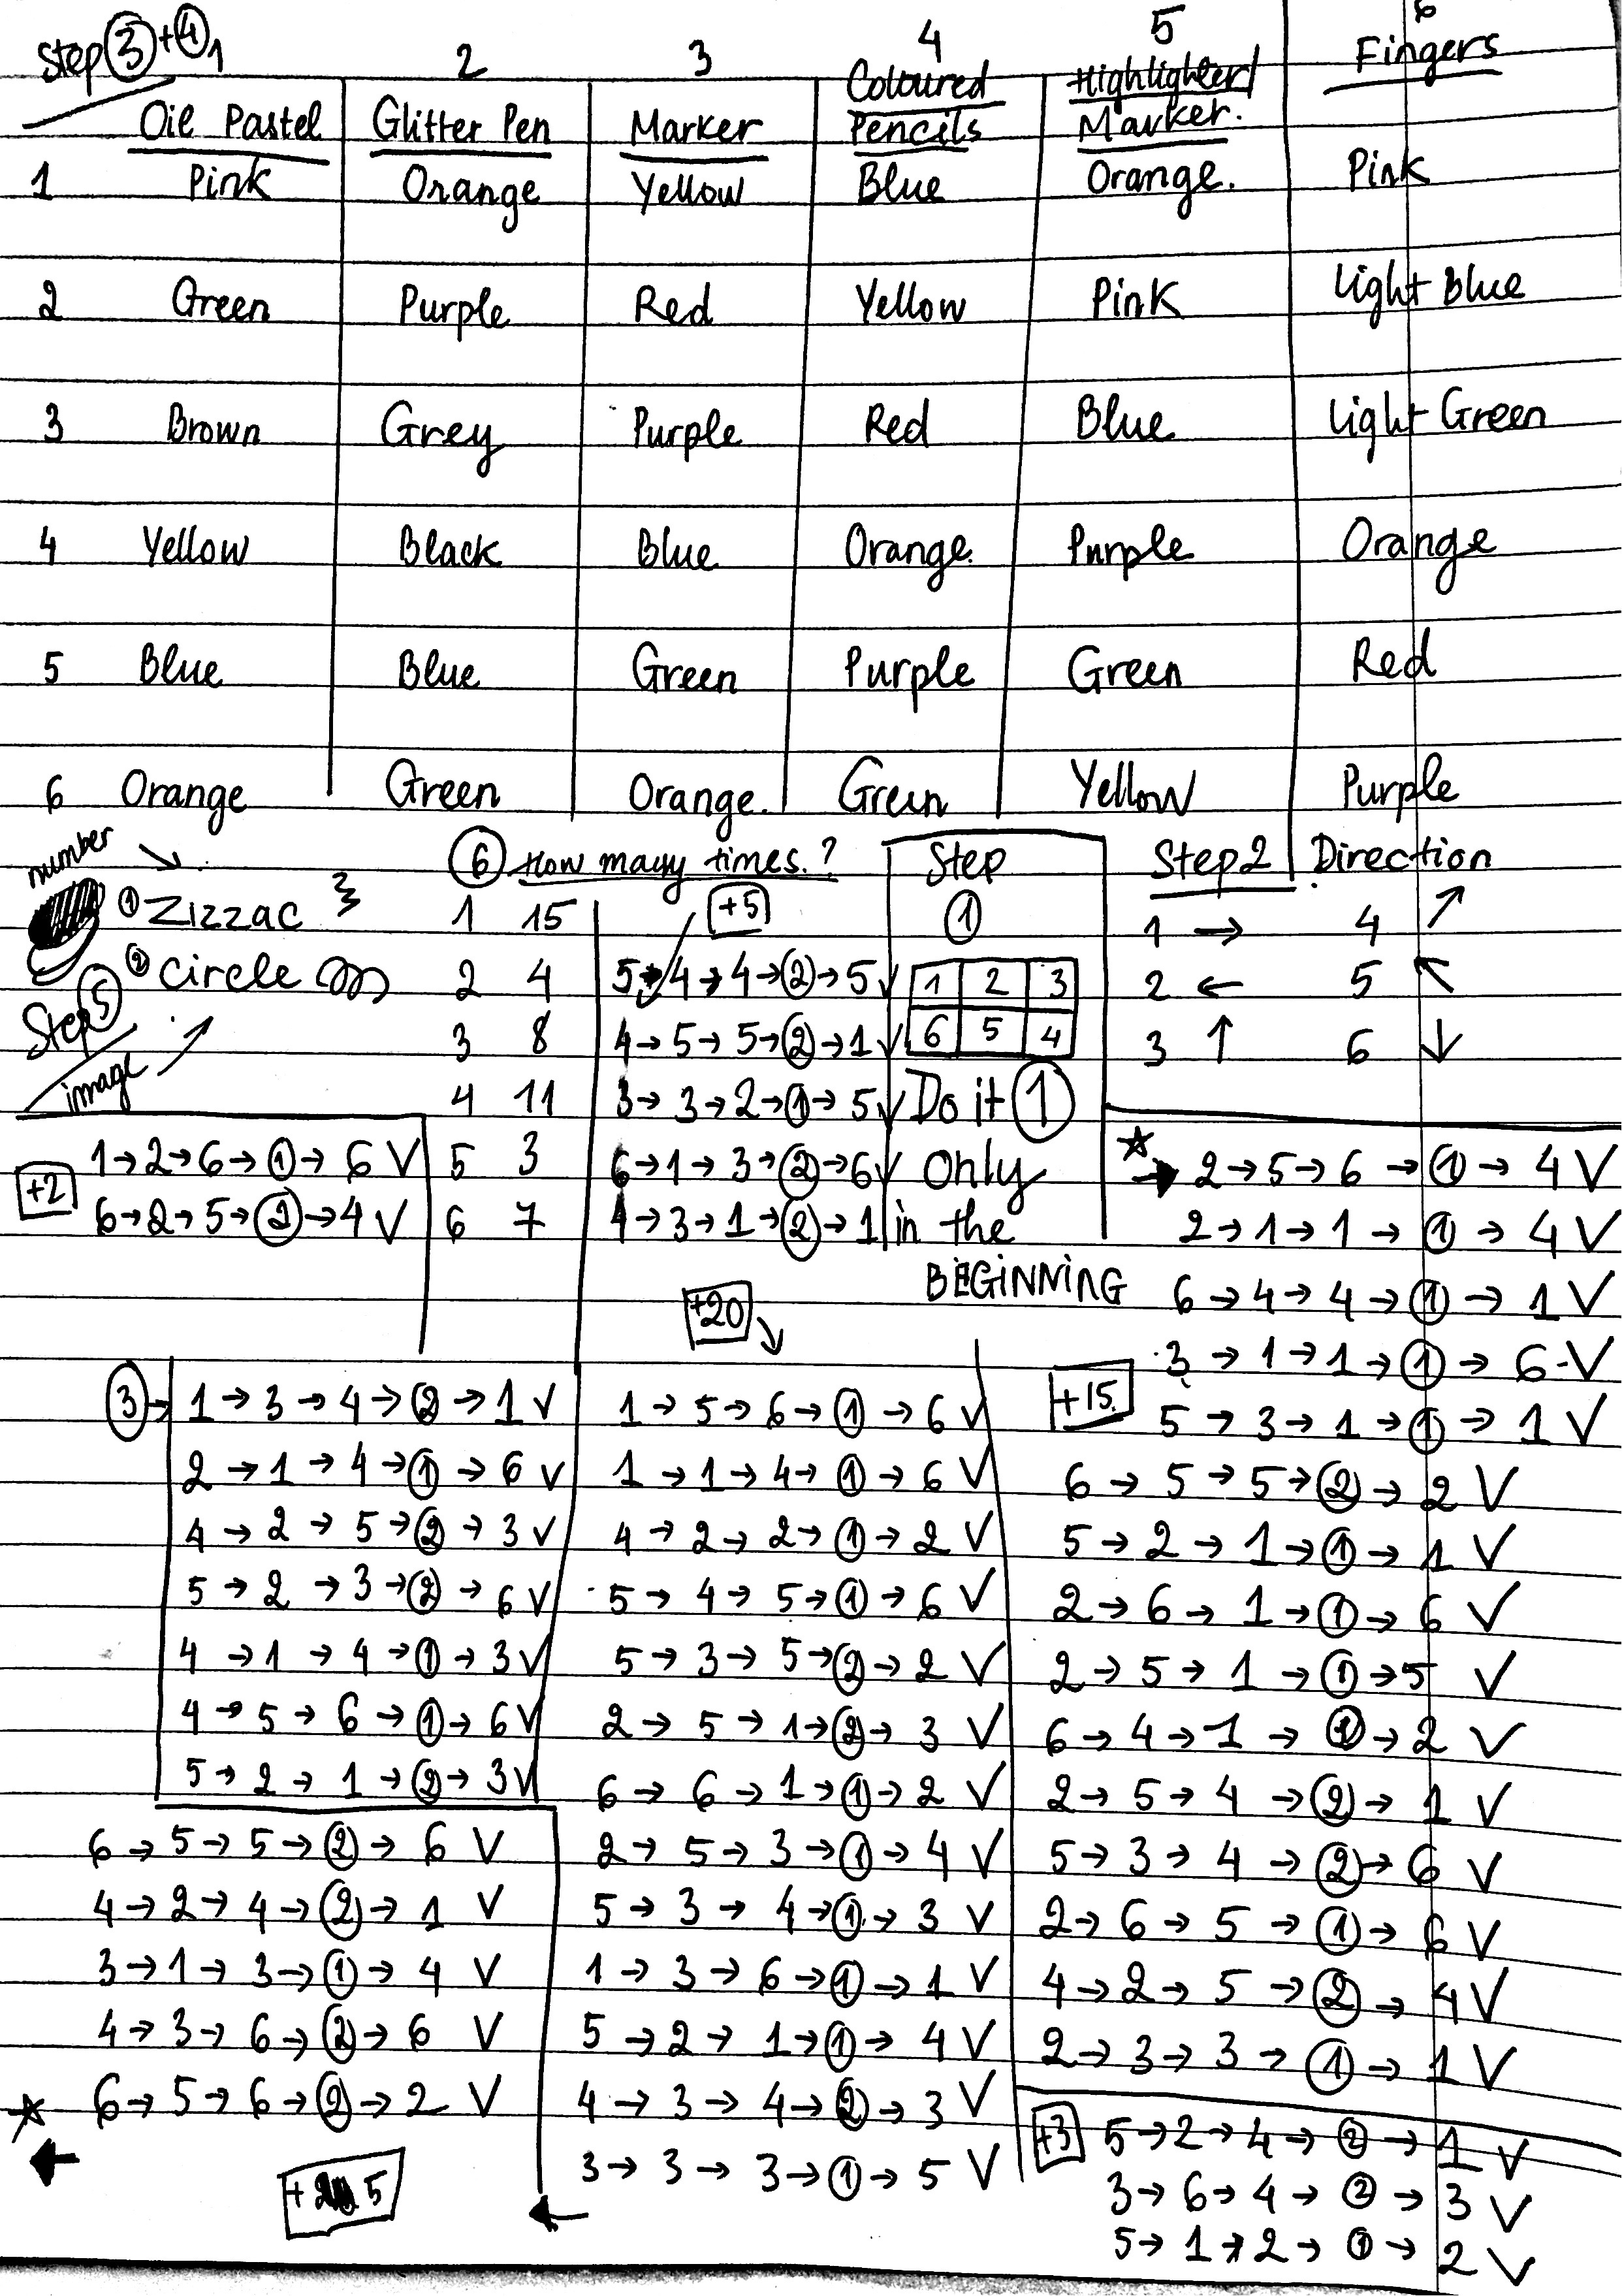 Step ③+④
1 2 3 4 5 6
Oil Pastel Glitter Pen Marker Coloured Pencils Highlighter/ Marker. Fingers
1 Pink Orange Yellow Blue Orange. Pink
2 Green Purple Red Yellow Pink Light Blue
3 Brown Grey Purple Red Blue Light Green
4 Yellow Black Blue Orange. Purple Orange
5 Blue Blue Green Purple Green Red
6 Orange Green Orange. Green Yellow Purple
number ↘
① Zizzac
② Circle
Step ⑤
image ↗
⑥ How many times.?
1 15
2 4
3 8
4 11
5 3
6 7
+5
5→4→4→②→5 V
4→5→5→②→1 V
3→3→2→①→5 V
6→1→3→②→6 V
4→3→1→②→1
Step
①
1 2 3
6 5 4
Do it ①
Only
in the
BEGINNING
Step 2 Direction
1 → 4 ↗
2 ← 5 ↖
3 ↑ 6 ↓
+2
1→2→6→①→6 V
6→2→5→②→4 V
③→
1→3→4→②→1 V
2→1→4→①→6 V
4→2→5→②→3 V
5→2→3→②→6 V
4→1→4→①→3 V
4→5→6→①→6 V
5→2→1→②→3 V
6→5→5→②→6 V
4→2→4→②→1 V
3→1→3→①→4 V
4→3→6→②→6 V
☆ 6→5→6→②→2 V
←
+5
+20 ↘
1→5→6→①→6 V
1→1→4→①→6 V
4→2→2→①→2 V
5→4→5→①→6 V
5→3→5→②→2 V
2→5→1→②→3 V
6→6→1→①→2 V
2→5→3→①→4 V
5→3→4→①→3 V
1→3→6→①→1 V
5→2→1→①→4 V
4→3→4→②→3 V
3→3→3→①→5 V
←
☆
→ 2→5→6→①→4 V
2→1→1→①→4 V
6→4→4→①→1 V
3→1→1→①→6 V
+15.
5→3→1→①→1 V
6→5→5→②→2 V
5→2→1→①→1 V
2→6→1→①→6 V
2→5→1→①→5 V
6→4→1→→2 V
2→5→4→②→1 V
5→3→4→②→6 V
2→6→5→①→6 V
4→2→5→②→4 V
2→3→3→①→1 V
+3
5→2→4→②→1 V
3→6→4→②→3 V
5→1→2→①→2 V